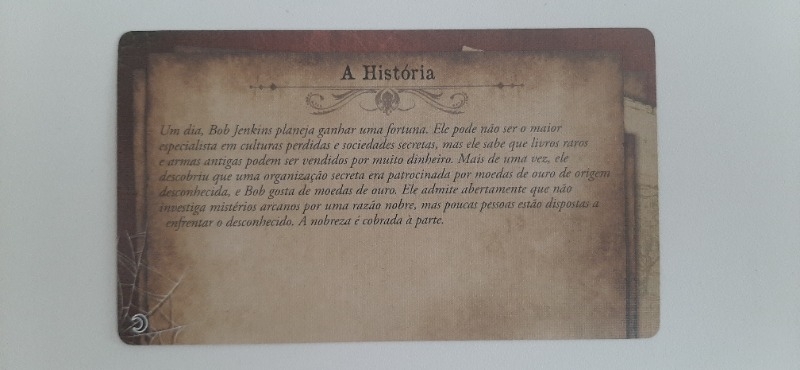 A História
Um dia, Bob Jenkins planeja ganhar uma fortuna. Ele pode não ser o maior
especialista em culturas perdidas e sociedades secretas, mas ele sabe que livros raros
e armas antigas podem ser vendidos por muito dinheiro. Mais de uma vez, ele
descobriu que uma organização secreta era patrocinada por moedas de ouro de origem
desconhecida, e Bob gosta de moedas de ouro. Ele admite abertamente que não
investiga mistérios arcanos por uma razão nobre, mas poucas pessoas estão dispostas a
enfrentar o desconhecido. A nobreza é cobrada à parte.